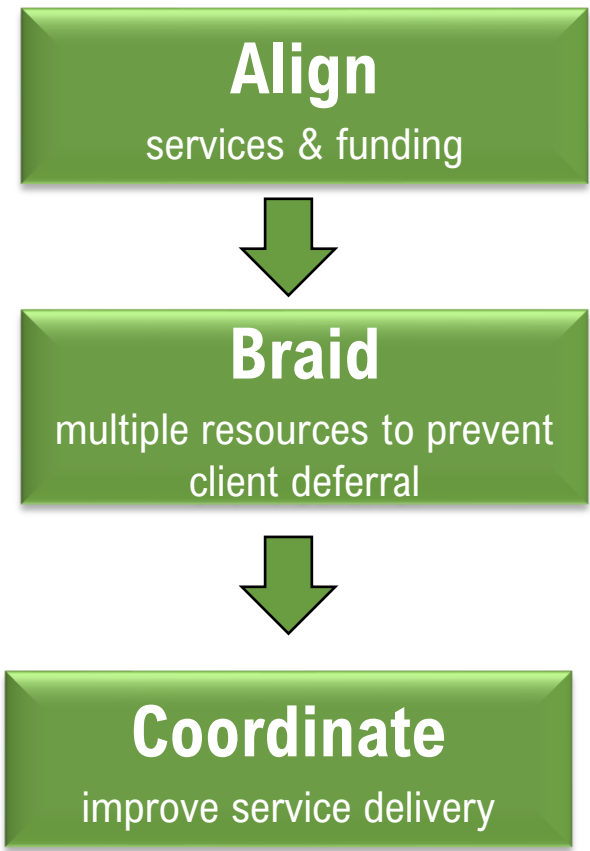 Align
services & funding
Braid
multiple resources to prevent
client deferral
Coordinate
improve service delivery